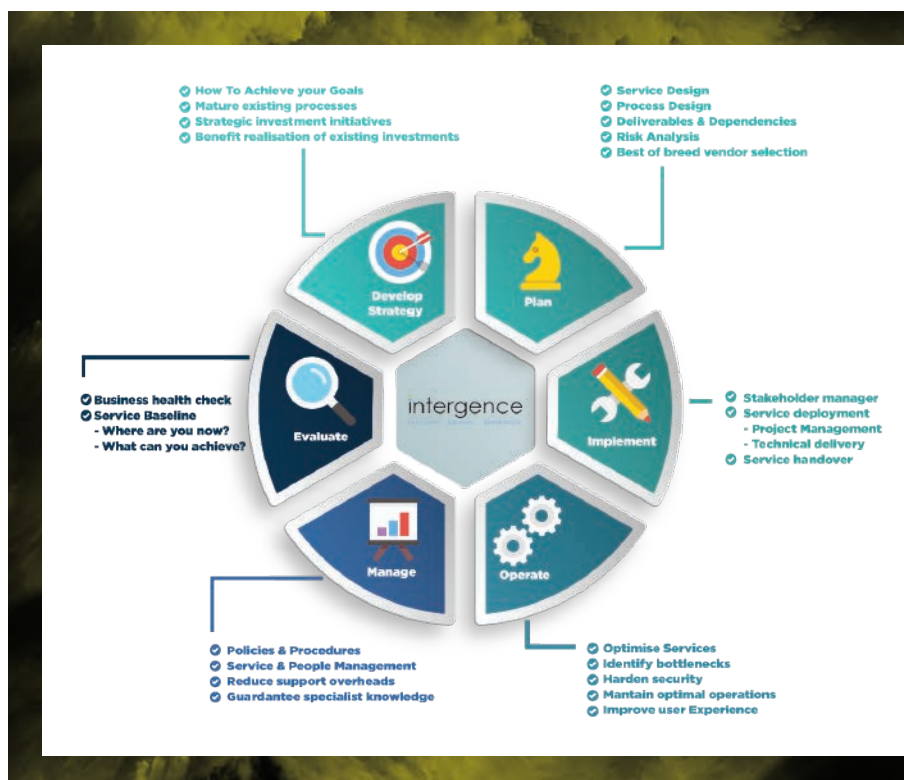 How To Achieve your Goals
Mature existing processes
Strategic investment initiatives
Benefit realisation of existing investments
Service Design
Process Design
Deliverables & Dependencies
Risk Analysis
Best of breed vendor selection
Develop
Strategy
Plan
Business health check
Service Baseline
- Where are you now?
- What can you achieve?
Evaluate
intergence
Implement
Stakeholder manager
Service deployment
- Project Management
- Technical delivery
Service handover
Manage
Operate
Policies & Procedures
Service & People Management
Reduce support overheads
Guardantee specialist knowledge
Optimise Services
Identify bottlenecks
Harden security
Mantain optimal operations
Improve user Experience